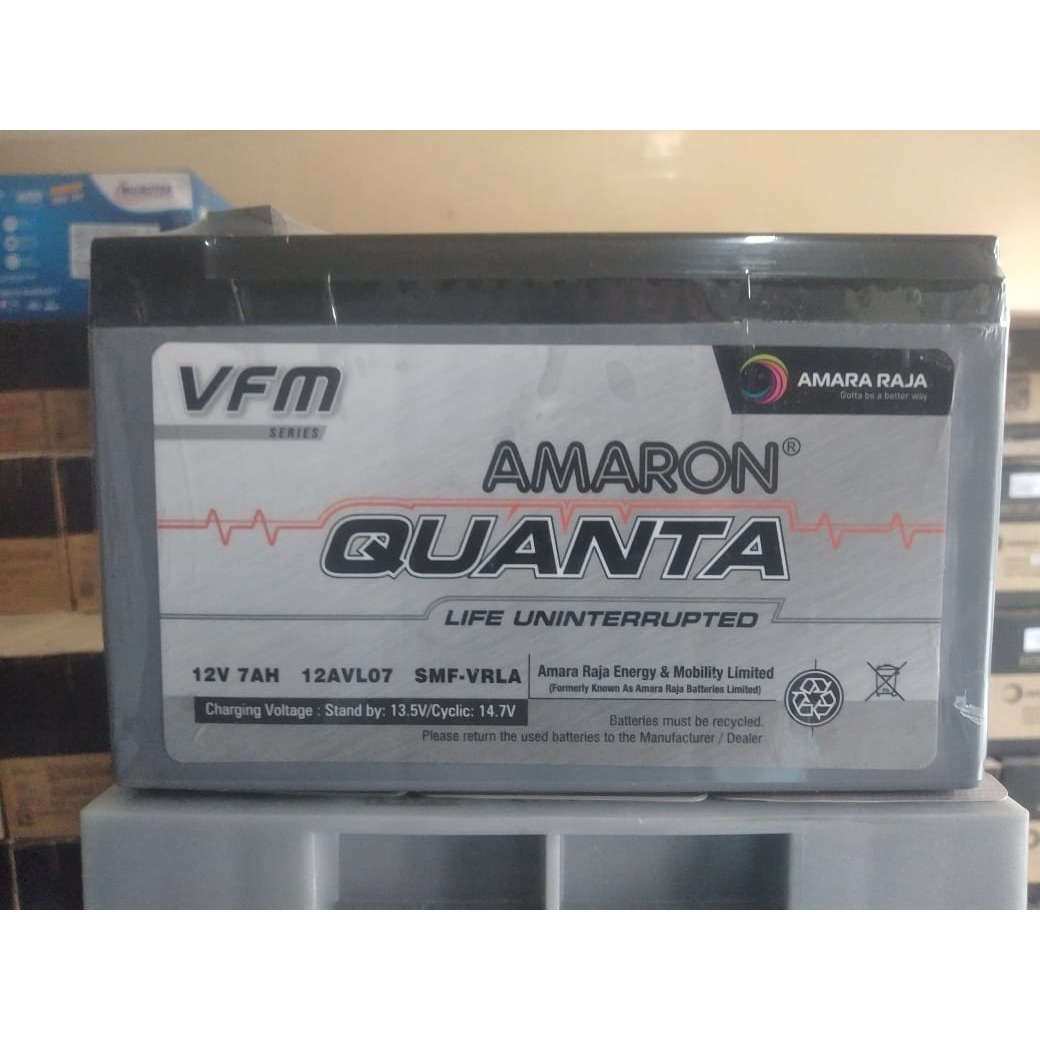 VFM
SERIES
AMARA RAJA
Gotta be a better way
AMARON®
QUANTA
LIFE UNINTERRUPTED
12V 7AH 12AVL07 SMF-VRLA
Charging Voltage : Stand by: 13.5V/Cyclic: 14.7V
Amara Raja Energy & Mobility Limited
(Formerly Known As Amara Raja Batteries Limited)
Batteries must be recycled.
Please return the used batteries to the Manufacturer / Dealer